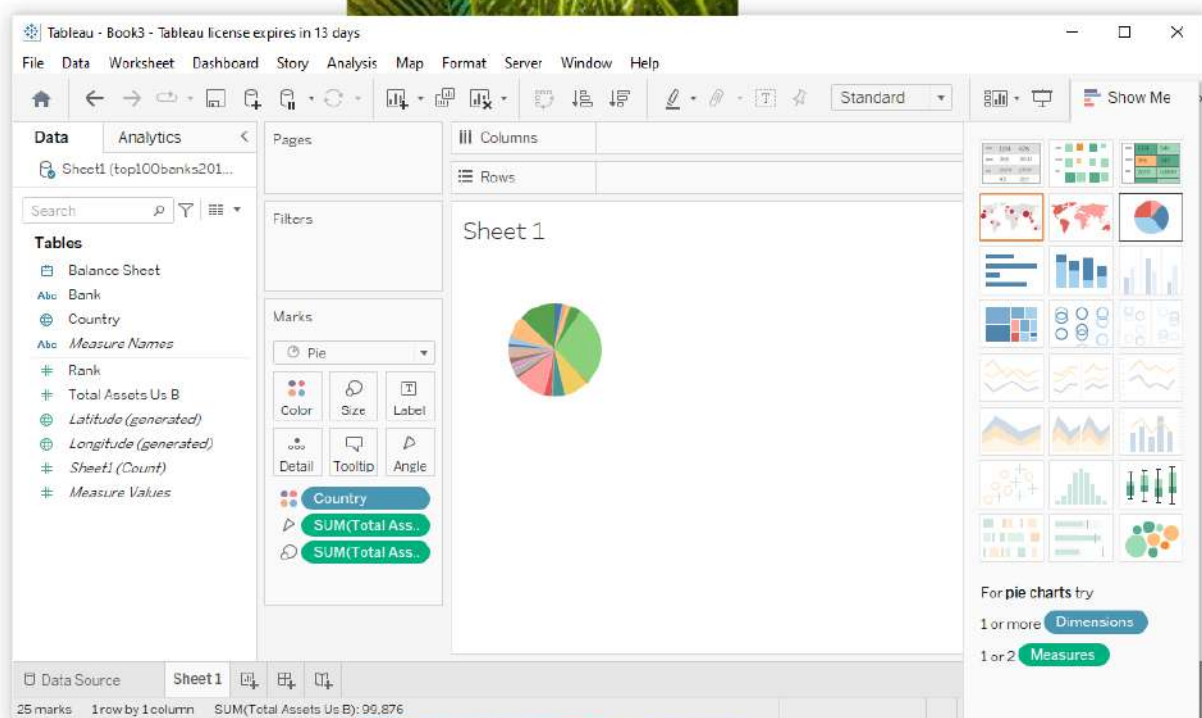 Tableau - Book3 - Tableau license expires in 13 days
File Data Worksheet Dashboard Story Analysis Map Format Server Window Help
Standard
Show Me
Data Analytics
Sheet1 (top100banks201...
Search
Tables
Balance Sheet
Abc Bank
Country
Abc Measure Names
Rank
Total Assets Us B
Latitude (generated)
Longitude (generated)
Sheet1 (Count)
Measure Values
Pages
Filters
Marks
Pie
Color Size Label
Detail Tooltip Angle
Country
SUM(Total Ass..
SUM(Total Ass..
Columns
Rows
Sheet 1
For pie charts try
1 or more Dimensions
1 or 2 Measures
Data Source Sheet1
25 marks 1 row by 1 column SUM(Total Assets Us B): 99,876